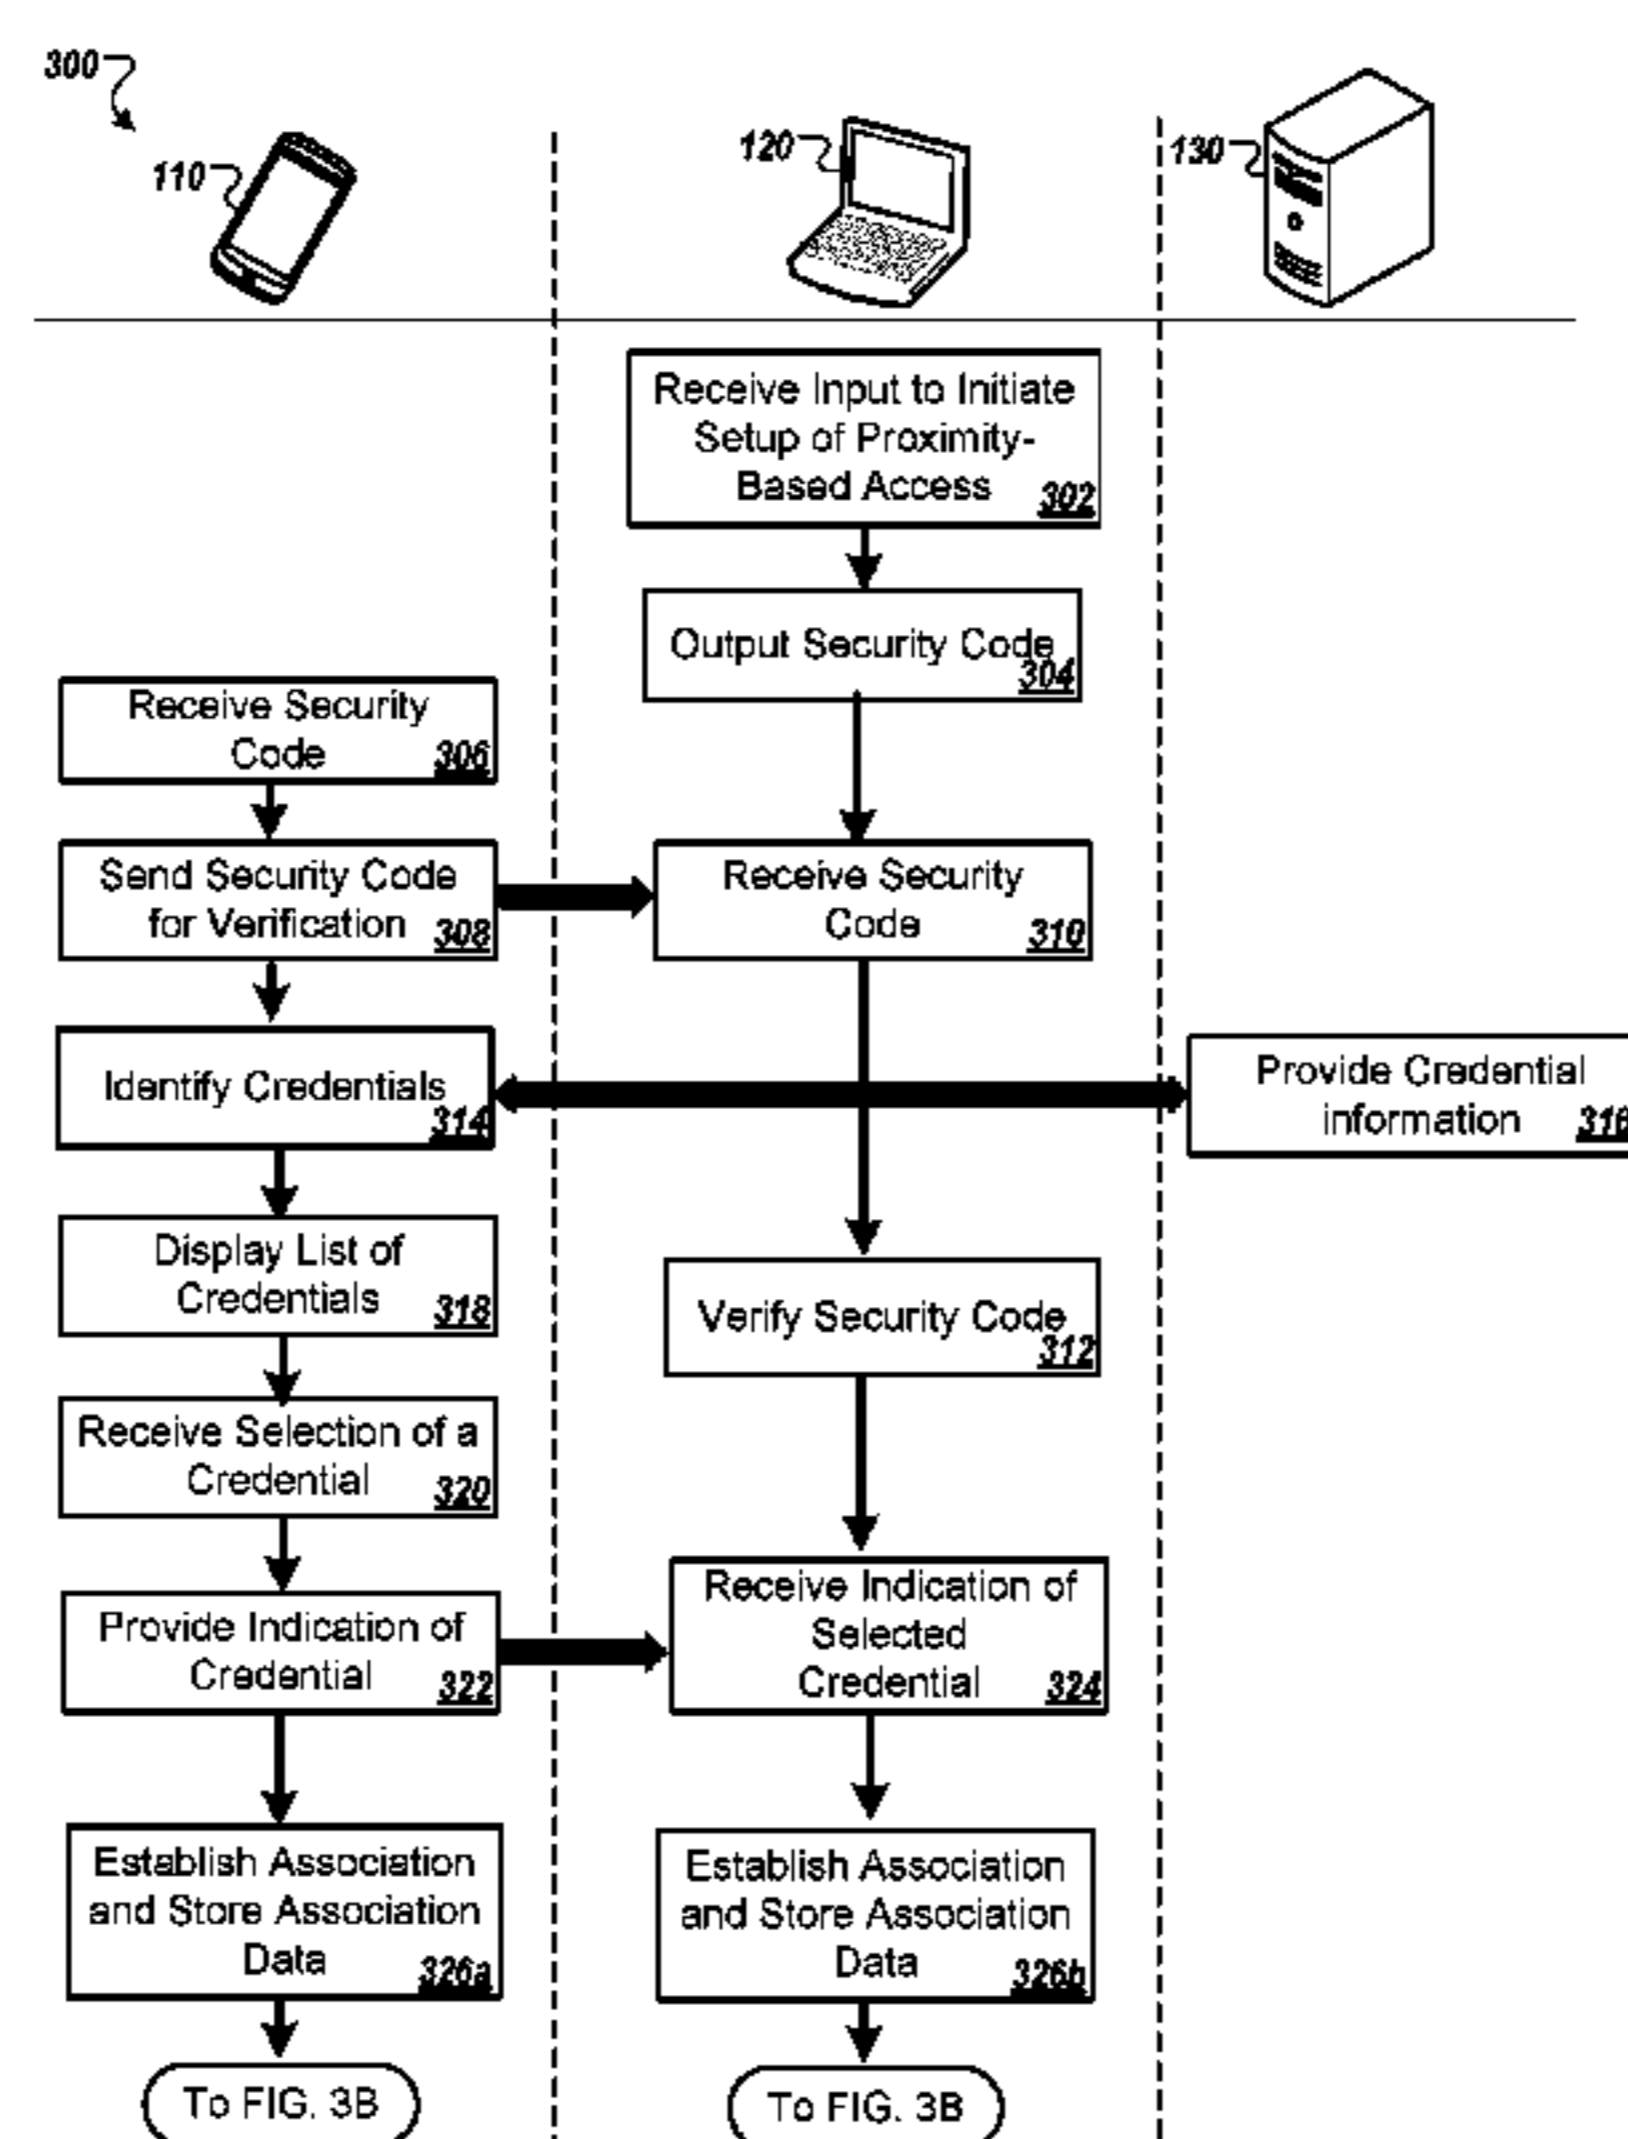 300
110
120
130
Receive Input to Initiate
Setup of Proximity-
Based Access 302
Output Security Code
304
Receive Security
Code 306
Send Security Code
for Verification 308
Receive Security
Code 310
Identify Credentials
314
Provide Credential
information 316
Display List of
Credentials 318
Verify Security Code
312
Receive Selection of a
Credential 320
Provide Indication of
Credential 322
Receive Indication of
Selected
Credential 324
Establish Association
and Store Association
Data 326a
Establish Association
and Store Association
Data 326b
To FIG. 3B
To FIG. 3B